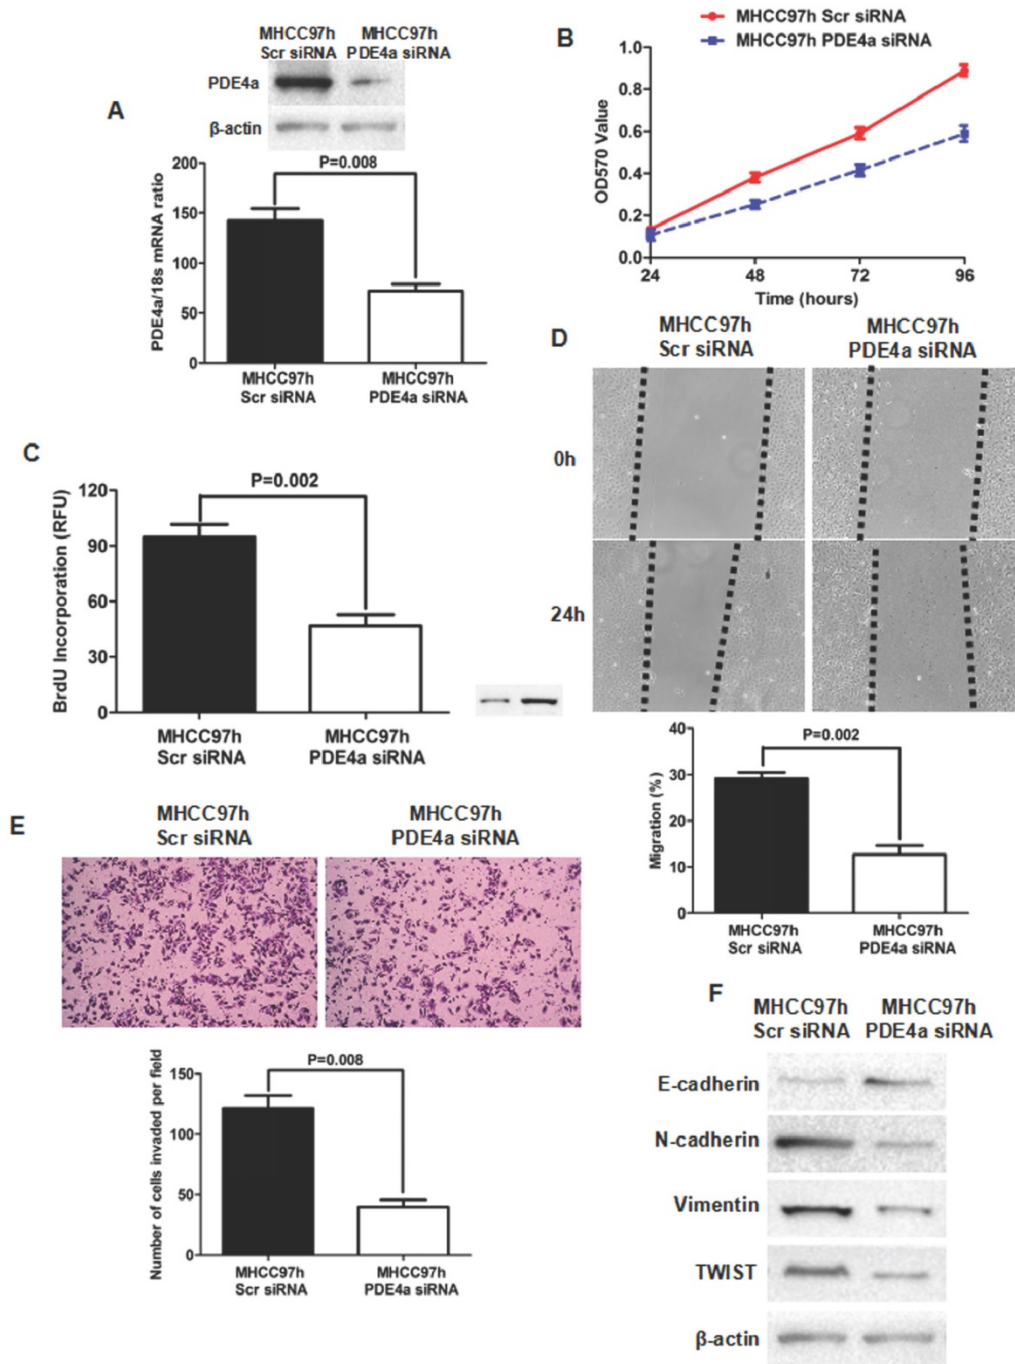 MHCC97h
Scr siRNA
MHCC97h
PDE4a siRNA
PDE4a
β-actin
A
200
150
100
50
0
PDE4a/18s mRNA ratio
P=0.008
MHCC97h
Scr siRNA
MHCC97h
PDE4a siRNA
B
MHCC97h Scr siRNA
MHCC97h PDE4a siRNA
1.0
0.8
0.6
0.4
0.2
0.0
OD570 Value
24
48
72
96
Time (hours)
C
120
90
60
30
0
BrdU Incorporation (RFU)
P=0.002
MHCC97h
Scr siRNA
MHCC97h
PDE4a siRNA
D
MHCC97h
Scr siRNA
MHCC97h
PDE4a siRNA
0h
24h
40
30
20
10
0
Migration (%)
P=0.002
MHCC97h
Scr siRNA
MHCC97h
PDE4a siRNA
E
MHCC97h
Scr siRNA
MHCC97h
PDE4a siRNA
150
100
50
0
Number of cells invaded per field
P=0.008
MHCC97h
Scr siRNA
MHCC97h
PDE4a siRNA
F
MHCC97h
Scr siRNA
MHCC97h
PDE4a siRNA
E-cadherin
N-cadherin
Vimentin
TWIST
β-actin